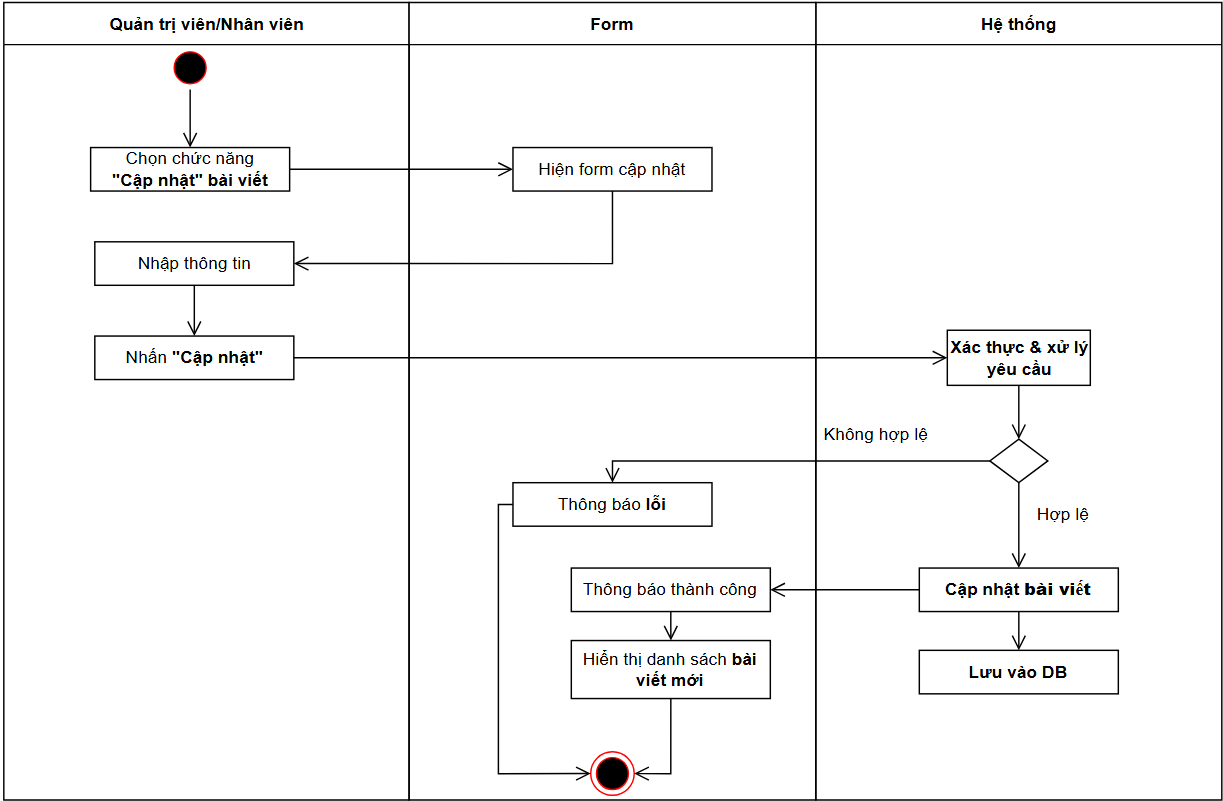 Quản trị viên/Nhân viên
Form
Hệ thống
Chọn chức năng
"Cập nhật" bài viết
Hiện form cập nhật
Nhập thông tin
Nhấn "Cập nhật"
Xác thực & xử lý
yêu cầu
Không hợp lệ
Thông báo lỗi
Hợp lệ
Thông báo thành công
Cập nhật bài viết
Hiển thị danh sách bài
viết mới
Lưu vào DB